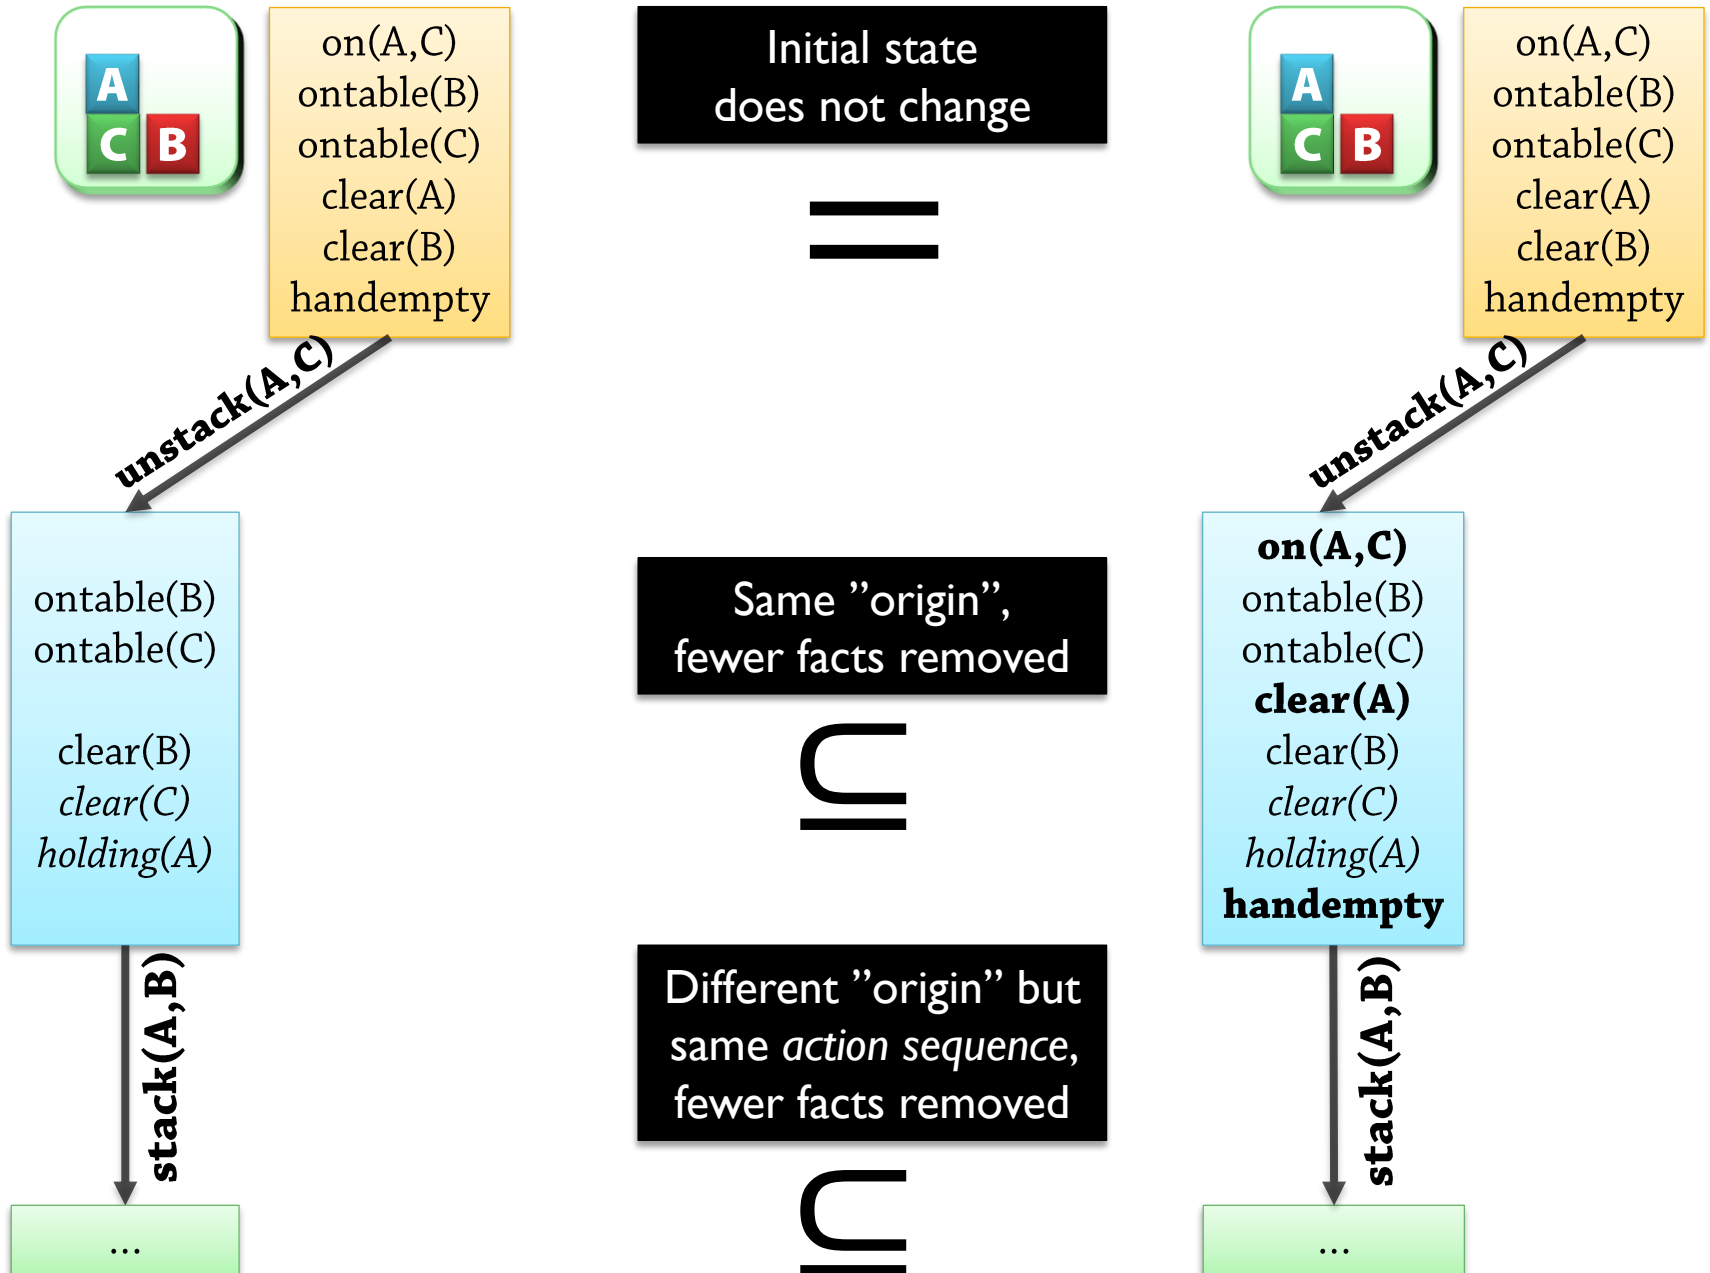 A
C B
on(A,C)
ontable(B)
ontable(C)
clear(A)
clear(B)
handempty
Initial state
does not change
=
A
C B
on(A,C)
ontable(B)
ontable(C)
clear(A)
clear(B)
handempty
unstack(A,C)
unstack(A,C)
ontable(B)
ontable(C)
clear(B)
clear(C)
holding(A)
Same ”origin”,
fewer facts removed
⊆
on(A,C)
ontable(B)
ontable(C)
clear(A)
clear(B)
clear(C)
holding(A)
handempty
stack(A,B)
Different ”origin” but
same action sequence,
fewer facts removed
⊆
stack(A,B)
...
...